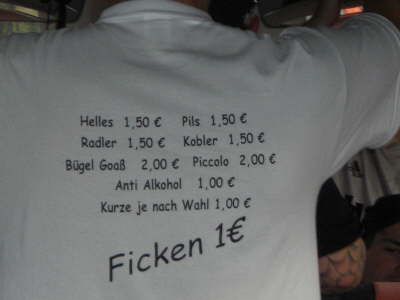 Helles 1,50 € Pils 1,50 €
Radler 1,50 € Kobler 1,50 €
Bügel Goaß 2,00 € Piccolo 2,00 €
Anti Alkohol 1,00 €
Kurze je nach Wahl 1,00 €
Ficken 1€